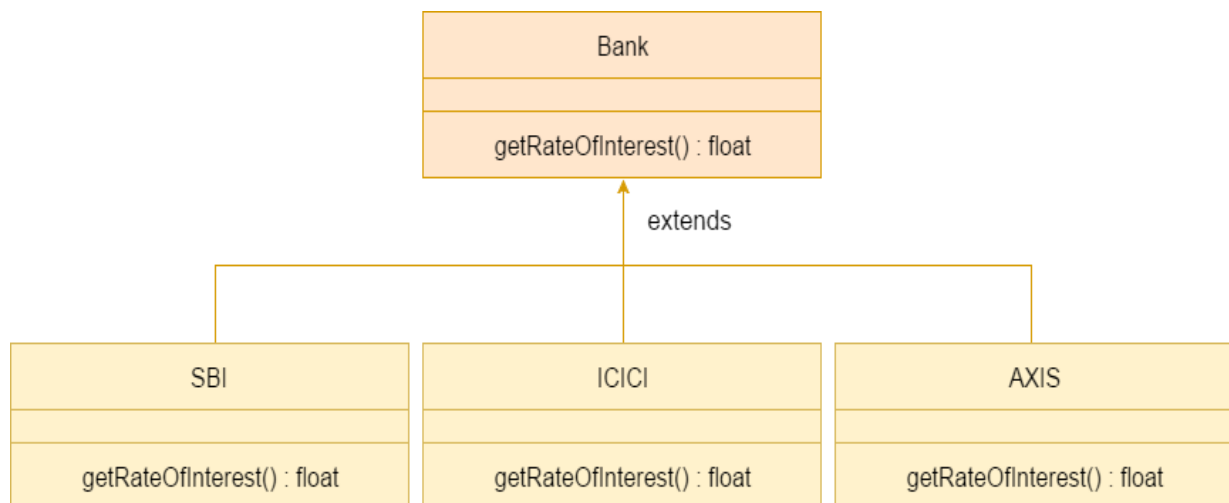 Bank
getRateOfInterest() : float
extends
SBI
ICICI
AXIS
getRateOfInterest() : float
getRateOfInterest() : float
getRateOfInterest() : float